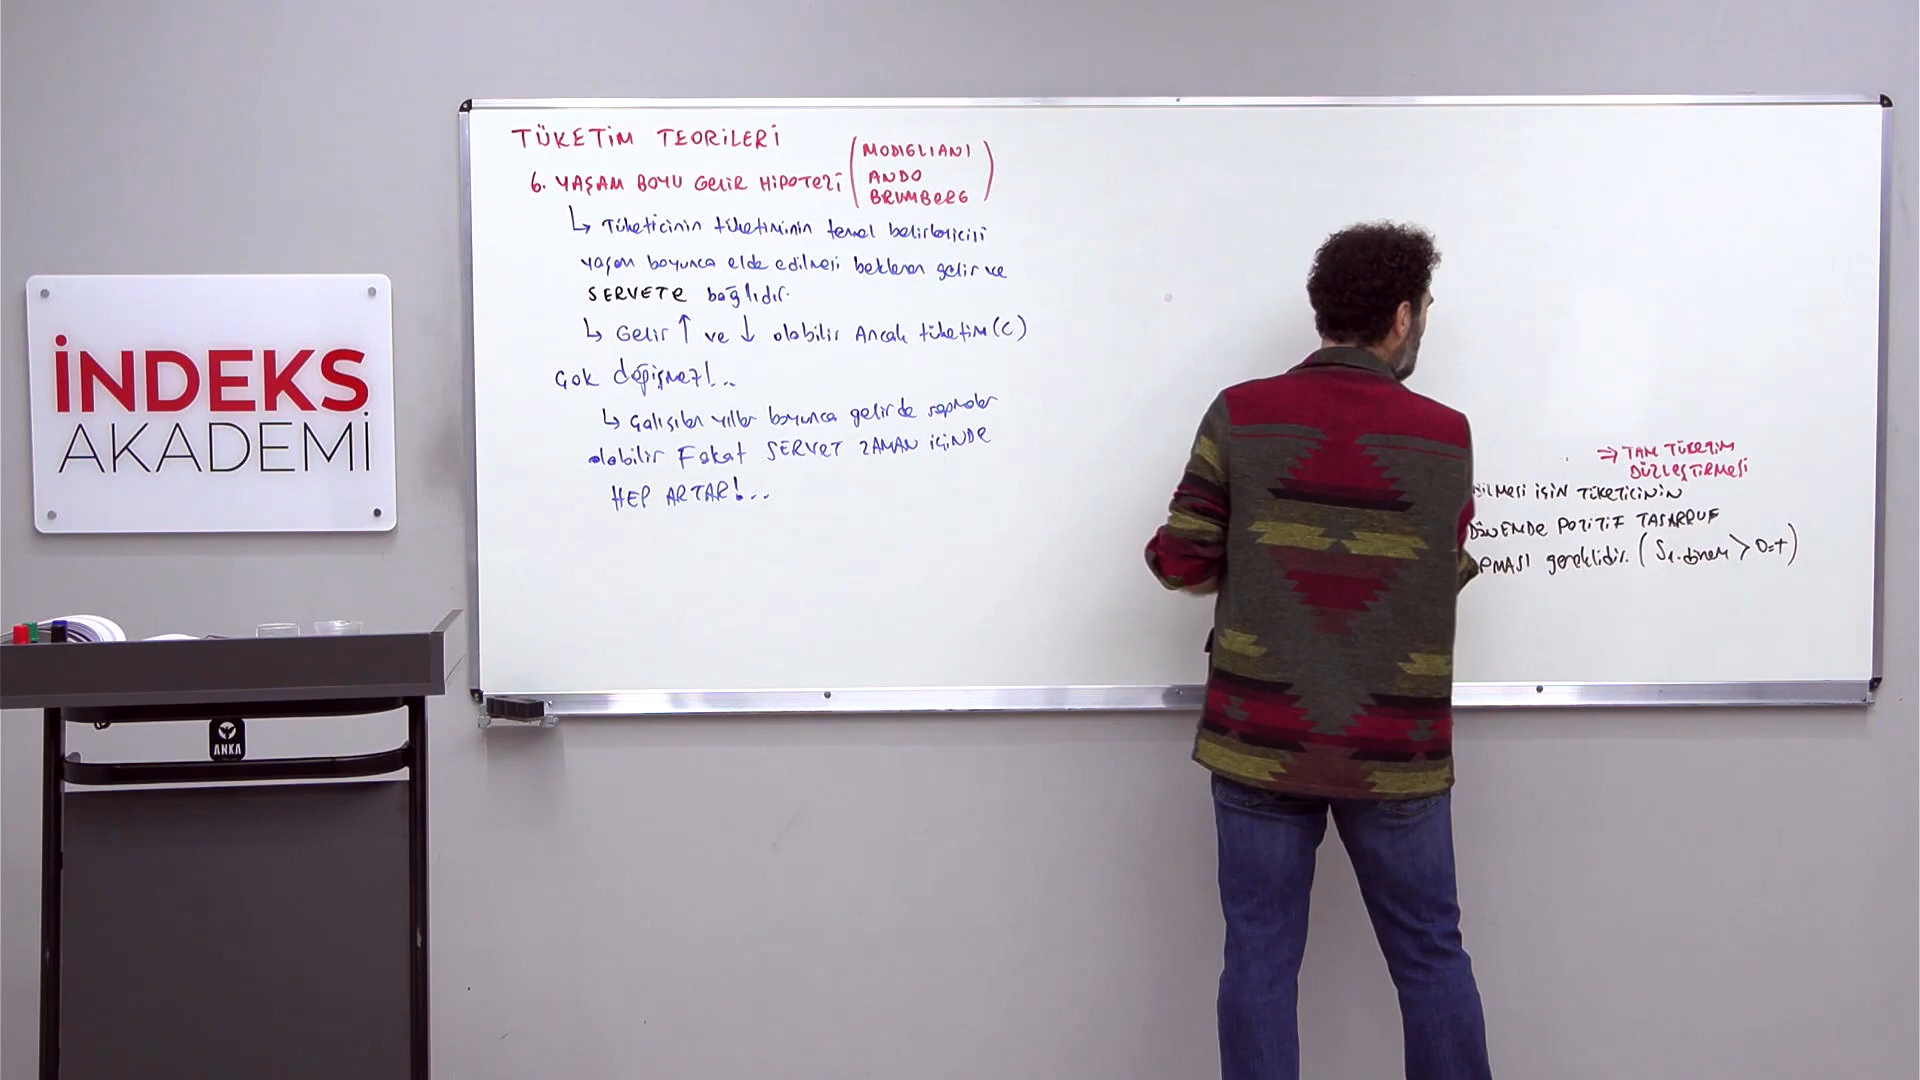 TÜKETİM TEORİLERİ
6. YAŞAM BOYU GELİR HİPOTEZİ (MODIGLIANI
ANDO
BRUMBERG)
↳ Tüketicinin tüketiminin temel belirleyicisi
yaşam boyunca elde edilmesi beklenen gelir ve
SERVETE bağlıdır.
↳ Gelir ↑ ve ↓ olabilir Ancak tüketim (C)
Çok değişmez!...
↳ Çalışılan yıllar boyunca gelirde sapmalar
olabilir Fakat SERVET ZAMAN İÇİNDE
HEP ARTAR!...
⇒ TAM TÜKETİM
DÜZLEŞTİRMESİ
BİLMESİ İÇİN TÜKETİCİNİN
DÖNEMDE POZİTİF TASARRUF
PMASI gereklidir. (S1.dönem > 0=+)
İNDEKS
AKADEMİ
ANKA